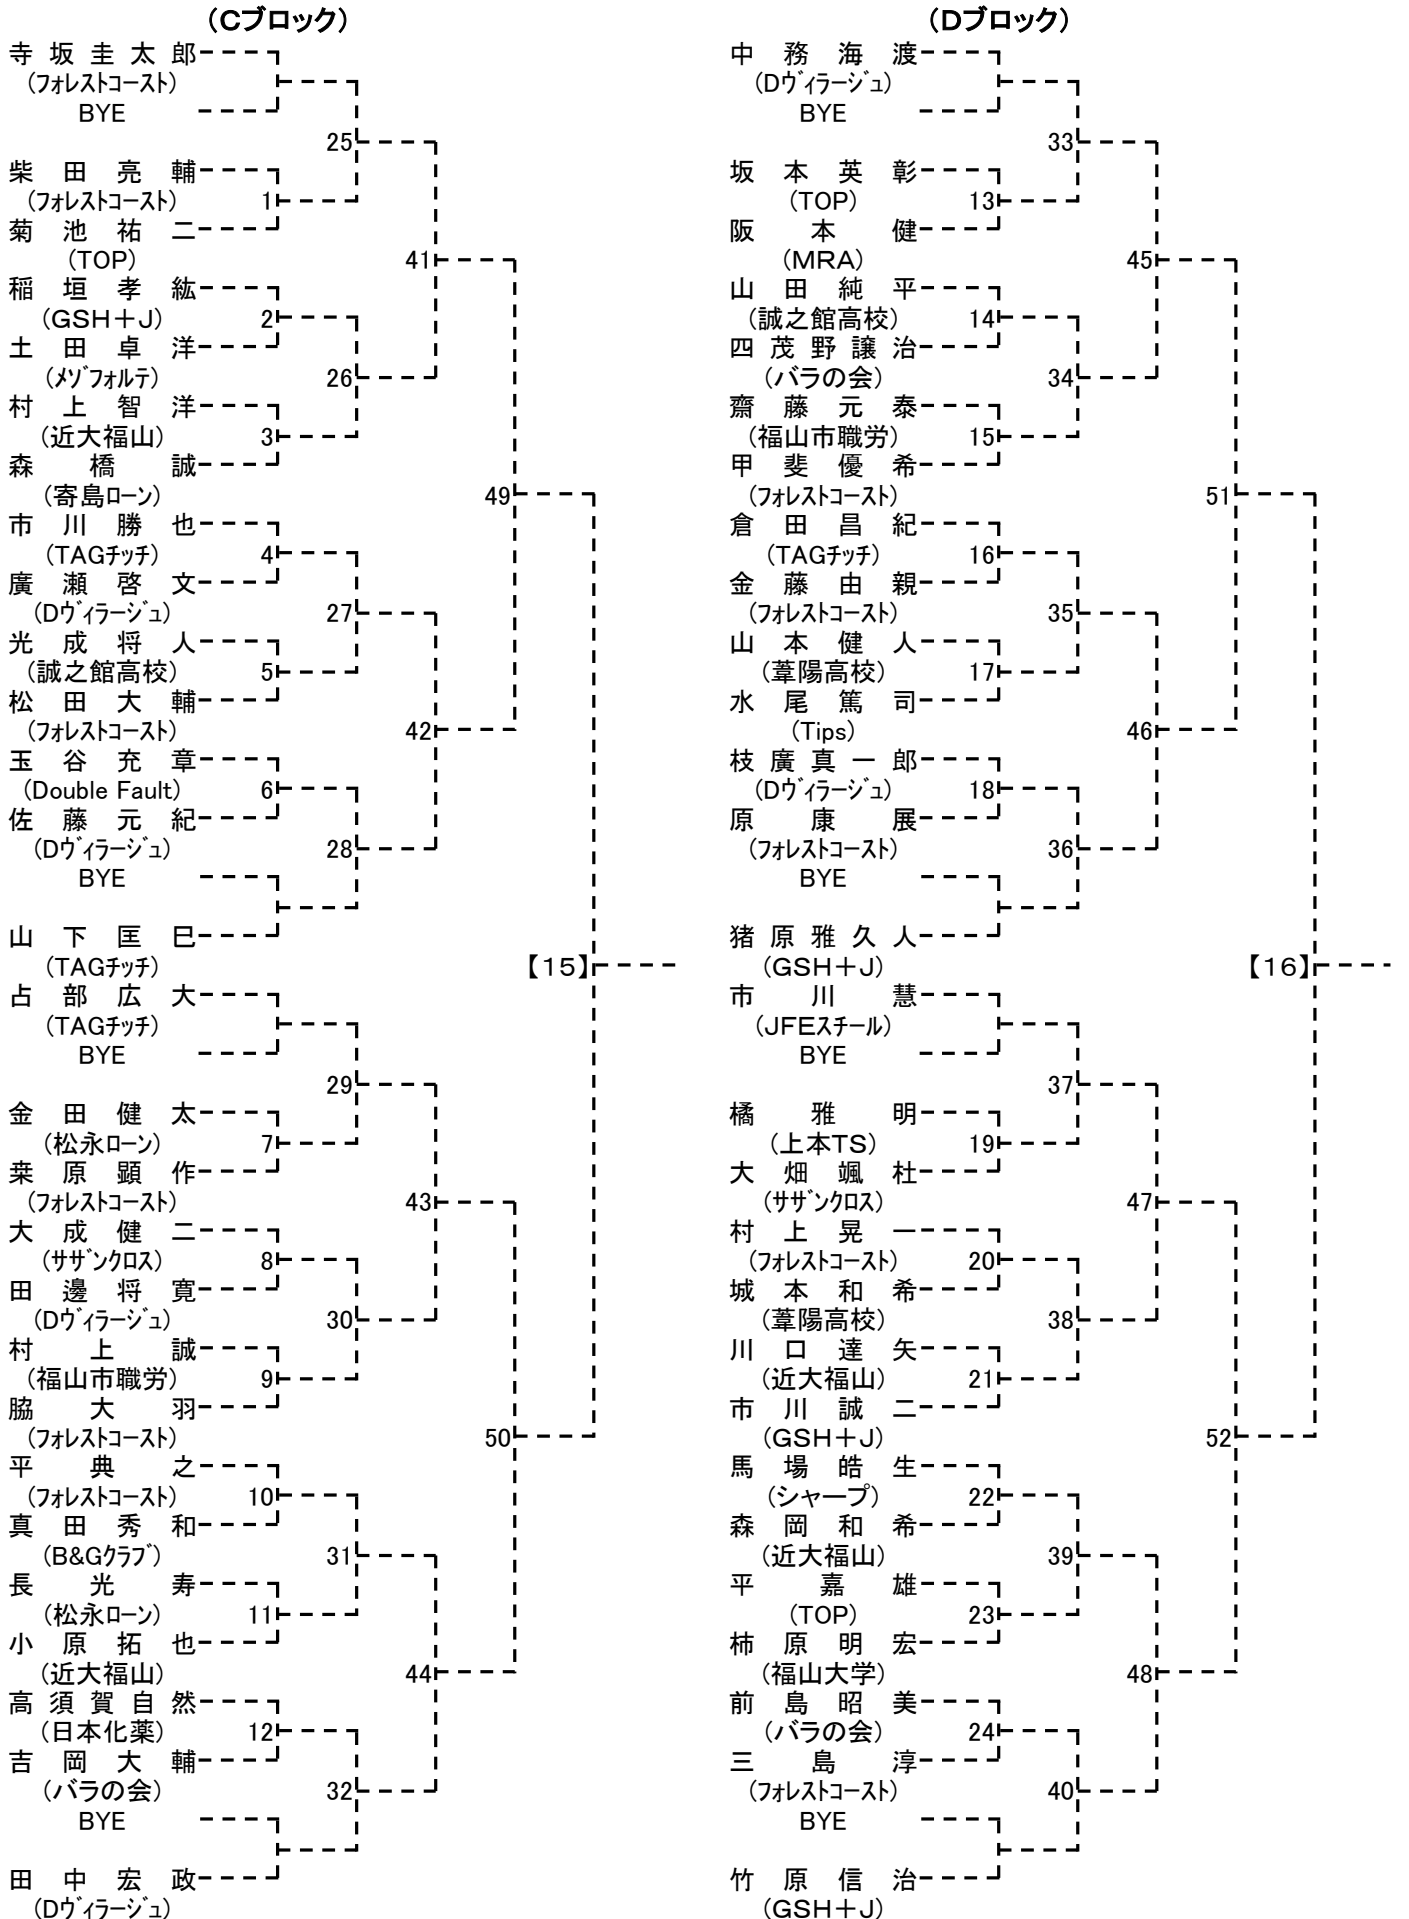 （Ｃブロック）
寺坂圭太郎
（フォレストコースト）
BYE
25
柴田亮輔
（フォレストコースト） 1
菊池祐二
（TOP） 41
稲垣孝紘
（GSH＋J） 2
土田卓洋
（メゾフォルテ） 26
村上智洋
（近大福山） 3
森橋誠
（寄島ローン） 49
市川勝也
（TAGチッチ） 4
廣瀬啓文
（Dヴィラージュ） 27
光成将人
（誠之館高校） 5
松田大輔
（フォレストコースト） 42
玉谷充章
（Double Fault） 6
佐藤元紀
（Dヴィラージュ） 28
BYE
山下匡巳
（TAGチッチ） 【15】
占部広大
（TAGチッチ）
BYE
29
金田健太
（松永ローン） 7
桒原顕作
（フォレストコースト） 43
大成健二
（サザンクロス） 8
田邊将寛
（Dヴィラージュ） 30
村上誠
（福山市職労） 9
脇大羽
（フォレストコースト） 50
平典之
（フォレストコースト） 10
真田秀和
（B&Gクラブ） 31
長光寿
（松永ローン） 11
小原拓也
（近大福山） 44
高須賀自然
（日本化薬） 12
吉岡大輔
（バラの会） 32
BYE
田中宏政
（Dヴィラージュ）
（Ｄブロック）
中務海渡
（Dヴィラージュ）
BYE
33
坂本英彰
（TOP） 13
阪本健
（MRA） 45
山田純平
（誠之館高校） 14
四茂野譲治
（バラの会） 34
齋藤元泰
（福山市職労） 15
甲斐優希
（フォレストコースト） 51
倉田昌紀
（TAGチッチ） 16
金藤由親
（フォレストコースト） 35
山本健人
（葦陽高校） 17
水尾篤司
（Tips） 46
枝廣真一郎
（Dヴィラージュ） 18
原康展
（フォレストコースト） 36
BYE
猪原雅久人
（GSH＋J） 【16】
市川慧
（JFEスチール）
BYE
37
橘雅明
（上本TS） 19
大畑颯杜
（サザンクロス） 47
村上晃一
（フォレストコースト） 20
城本和希
（葦陽高校） 38
川口達矢
（近大福山） 21
市川誠二
（GSH＋J） 52
馬場皓生
（シャープ） 22
森岡和希
（近大福山） 39
平嘉雄
（TOP） 23
柿原明宏
（福山大学） 48
前島昭美
（バラの会） 24
三島淳
（フォレストコースト） 40
BYE
竹原信治
（GSH＋J）